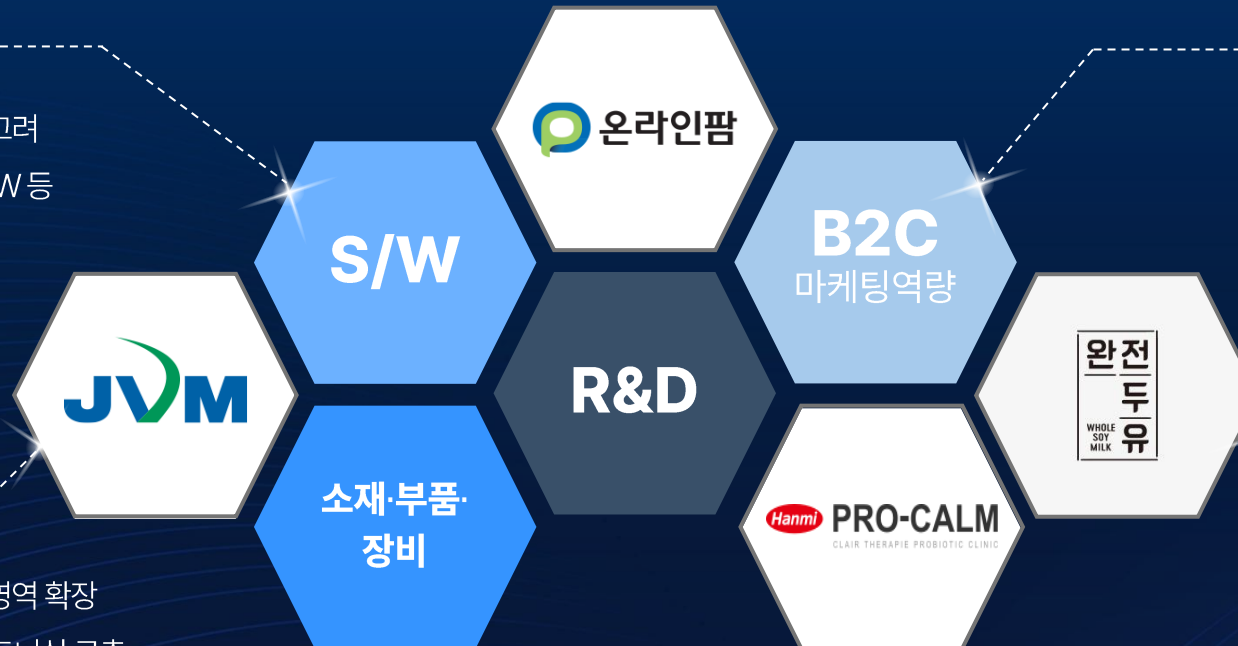 온라인팜
고려
W 등
S/W
B2C
마케팅역량
JVM
R&D
완전
두
유
WHOLE
SOY
MILK
소재·부품·
장비
Hanmi PRO-CALM
CLAIR THERAPIE PROBIOTIC CLINIC
영역 확장